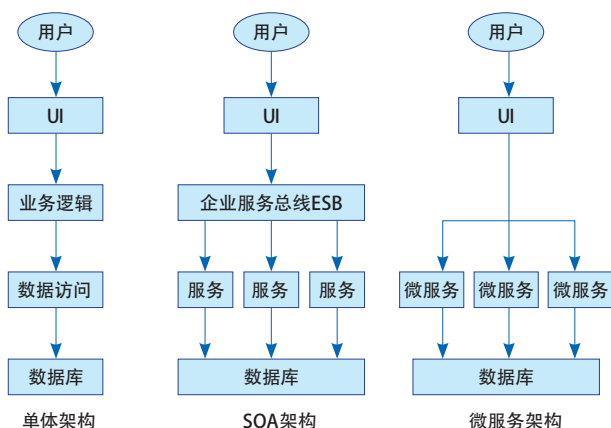 用户 用户 用户
UI UI UI
业务逻辑 企业服务总线ESB
数据访问 服务 服务 服务 微服务 微服务 微服务
数据库 数据库 数据库
单体架构 SOA架构 微服务架构